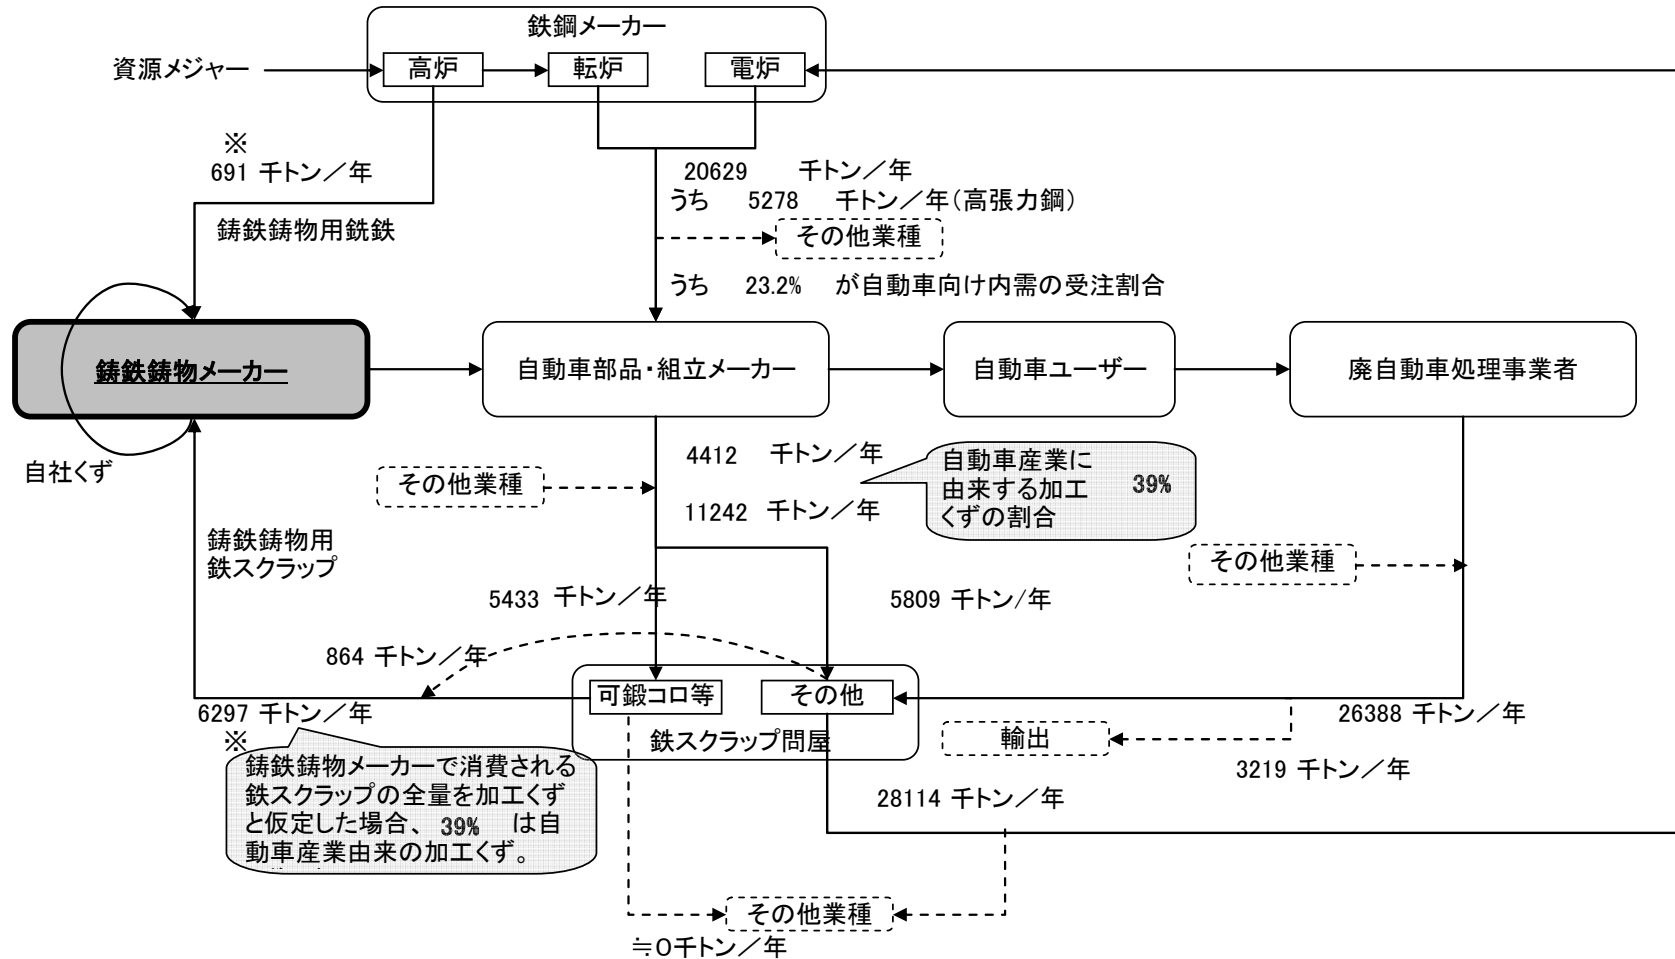 鉄鋼メーカー
資源メジャー
高炉
転炉
電炉
※
691 千トン／年
20629 千トン／年
うち 5278 千トン／年(高張力鋼)
鋳鉄鋳物用銑鉄
その他業種
うち 23.2% が自動車向け内需の受注割合
鋳鉄鋳物メーカー
自動車部品・組立メーカー
自動車ユーザー
廃自動車処理事業者
自社くず
4412 千トン／年
その他業種
11242 千トン／年
自動車産業に
由来する加工 39%
くずの割合
鋳鉄鋳物用
鉄スクラップ
その他業種
5433 千トン／年
5809 千トン/年
864 千トン／年
可鍛コロ等
その他
鉄スクラップ問屋
6297 千トン／年
※
26388 千トン／年
輸出
3219 千トン／年
鋳鉄鋳物メーカーで消費される
鉄スクラップの全量を加工くず
と仮定した場合、 39% は自
動車産業由来の加工くず。
28114 千トン／年
その他業種
≒0千トン／年